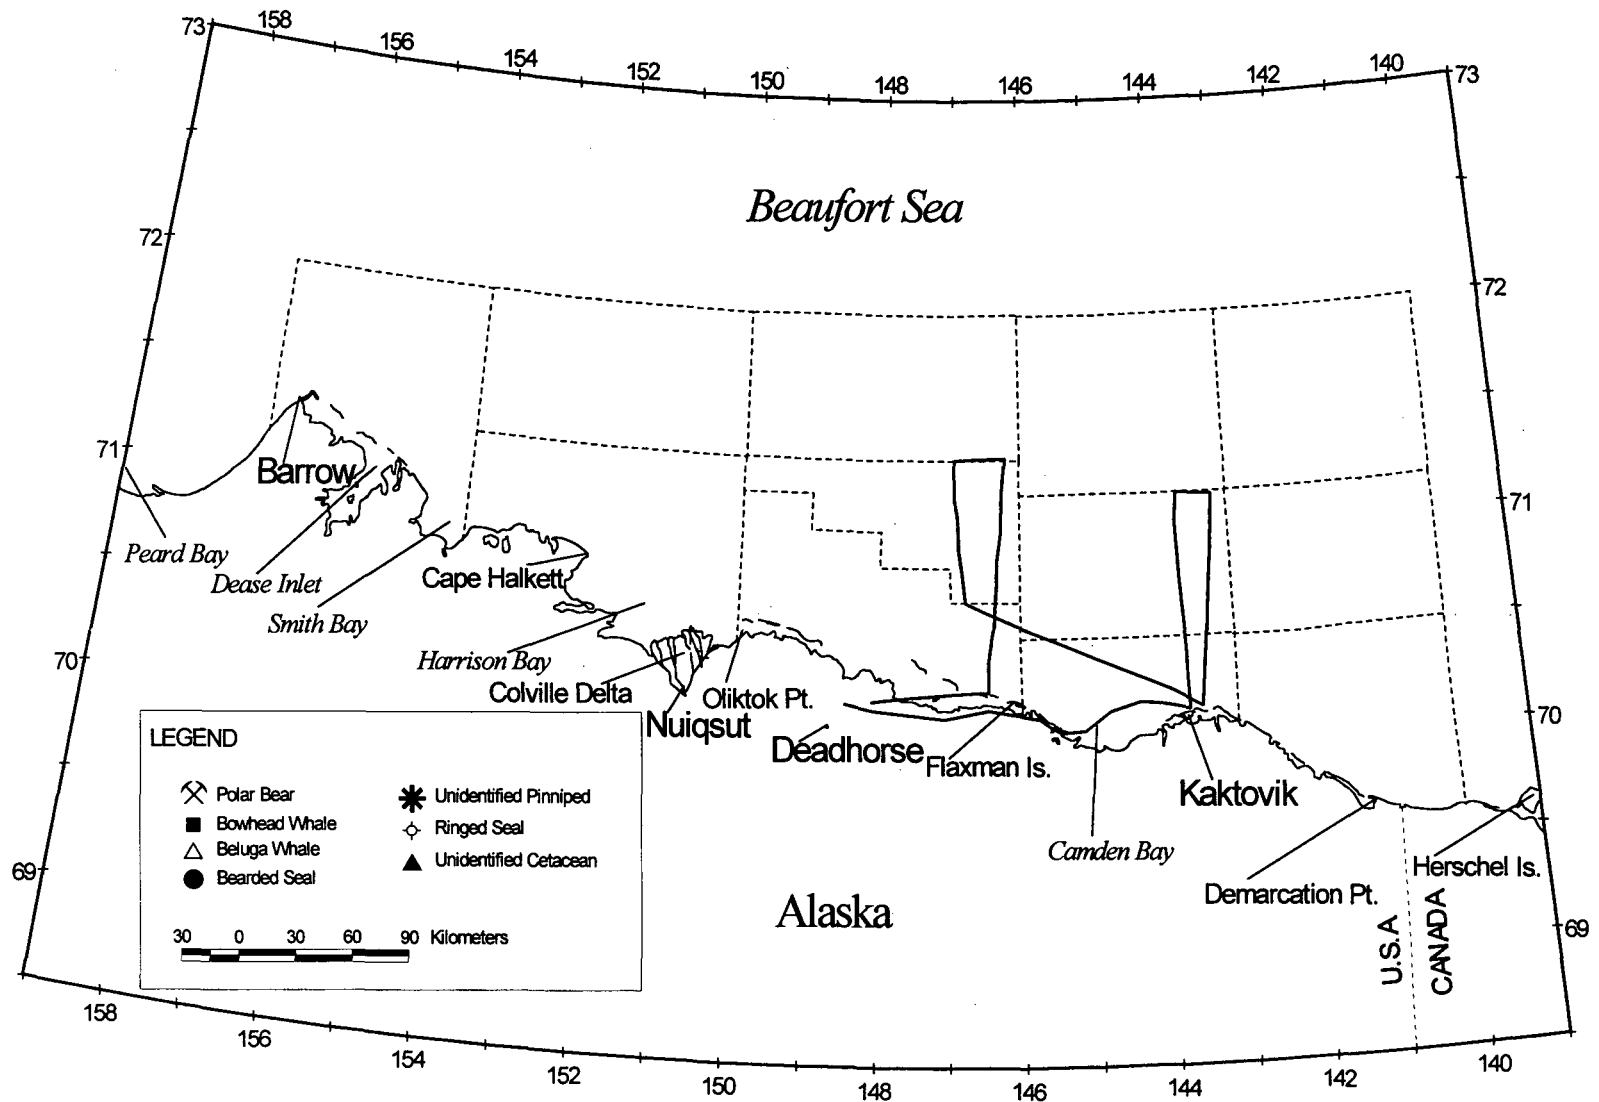 158
156
154
152
150
148
146
144
142
140
73
73
Beaufort Sea
72
72
71
71
Barrow
Peard Bay
Dease Inlet
Cape Halkett
Smith Bay
70
Harrison Bay
Colville Delta
Oliktok Pt.
70
Nuiqsut
Deadhorse
Flaxman Is.
Kaktovik
Camden Bay
Herschel Is.
Demarcation Pt.
69
69
Alaska
U.S.A
CANADA
LEGEND
Polar Bear
Bowhead Whale
Beluga Whale
Bearded Seal
Unidentified Pinniped
Ringed Seal
Unidentified Cetacean
30 0 30 60 90 Kilometers
158
156
154
152
150
148
146
144
142
140